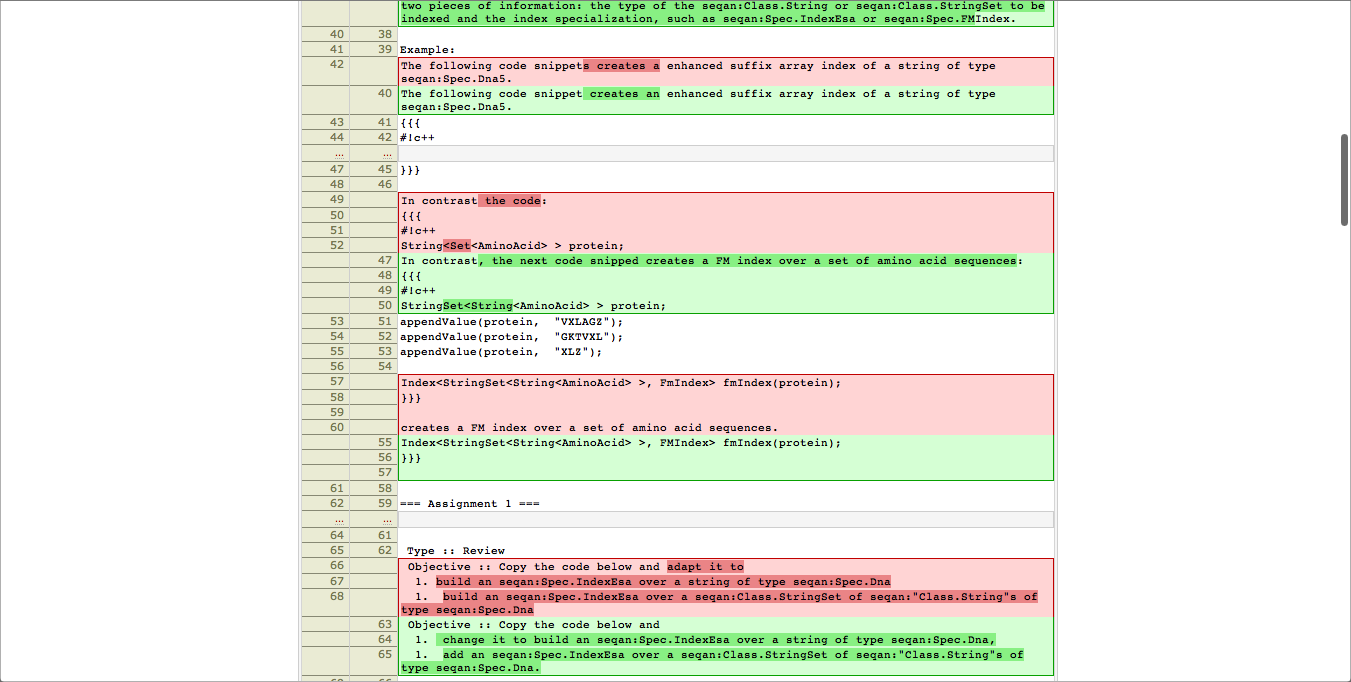 two pieces of information: the type of the seqan:Class.String or seqan:Class.StringSet to be
indexed and the index specialization, such as seqan:Spec.IndexEsa or seqan:Spec.FMIndex.
40 38
41 39 Example:
42 The following code snippets creates a enhanced suffix array index of a string of type
seqan:Spec.Dna5.
40 The following code snippet creates an enhanced suffix array index of a string of type
seqan:Spec.Dna5.
43 41 {{{
44 42 #!c++
... ...
47 45 }}}
48 46
49 In contrast the code:
50 {{{
51 #!c++
52 String<Set<AminoAcid> > protein;
47 In contrast, the next code snipped creates a FM index over a set of amino acid sequences:
48 {{{
49 #!c++
50 StringSet<String<AminoAcid> > protein;
53 51 appendValue(protein, "VXLAGZ");
54 52 appendValue(protein, "GKTVXL");
55 53 appendValue(protein, "XLZ");
56 54
57 Index<StringSet<String<AminoAcid> >, FmIndex> fmIndex(protein);
58 }}}
59
60 creates a FM index over a set of amino acid sequences.
55 Index<StringSet<String<AminoAcid> >, FMIndex> fmIndex(protein);
56 }}}
57
61 58
62 59 === Assignment 1 ===
... ...
64 61
65 62 Type :: Review
66 Objective :: Copy the code below and adapt it to
67 1. build an seqan:Spec.IndexEsa over a string of type seqan:Spec.Dna
68 1. build an seqan:Spec.IndexEsa over a seqan:Class.StringSet of seqan:"Class.String"s of
type seqan:Spec.Dna
63 Objective :: Copy the code below and
64 1. change it to build an seqan:Spec.IndexEsa over a string of type seqan:Spec.Dna,
65 1. add an seqan:Spec.IndexEsa over a seqan:Class.StringSet of seqan:"Class.String"s of
type seqan:Spec.Dna.